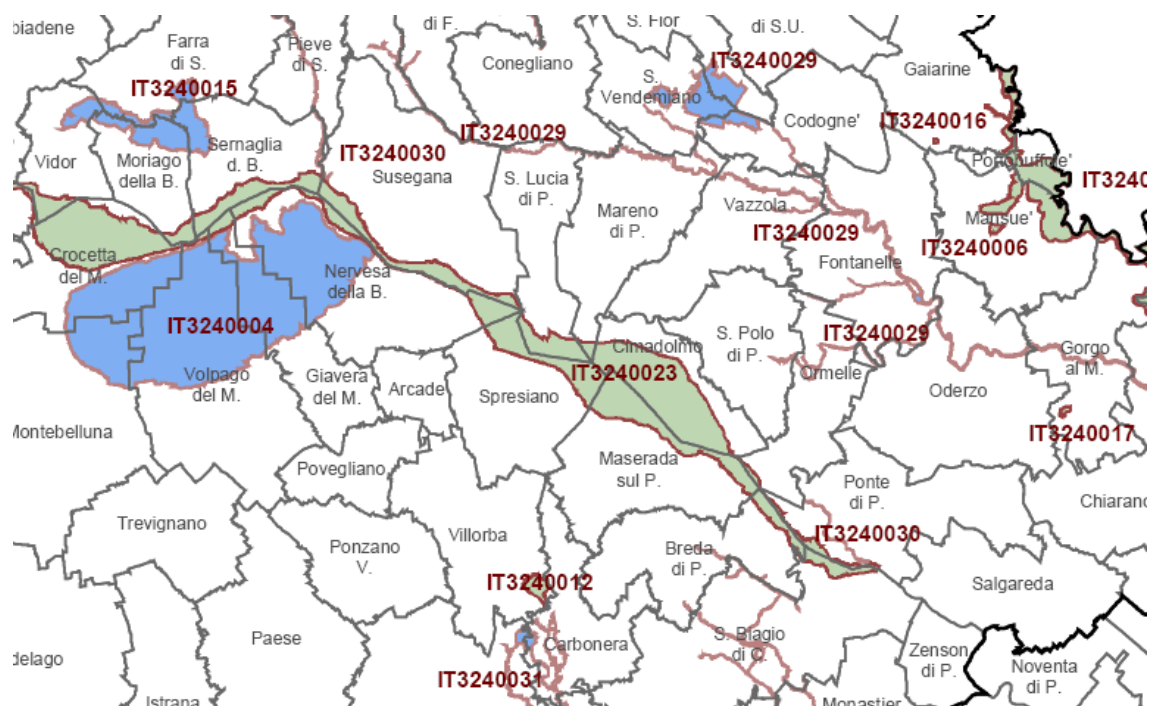 biadene
Farra
di S.
Pieve
di S.
di F.
Conegliano
S. Fior
di S.U.
Gaiarine
IT3240015
IT3240029
S.
Vendemiano
Codogne'
IT3240016
Vidor
Moriago
della B.
Sernaglia
d. B.
IT3240030
Susegana
IT3240029
S. Lucia
di P.
Mareno
di P.
Vazzola
IT3240029
Portobuffole'
IT3240
Mansue'
IT3240006
Crocetta
del M.
Nervesa
della B.
Fontanelle
IT3240004
Volpago
del M.
Giavera
del M.
Arcade
Spresiano
Cimadolmo
IT3240023
S. Polo
di P.
IT3240029
Ormelle
Oderzo
Gorgo
al M.
IT3240017
Montebelluna
Povegliano
Maserada
sul P.
Ponte
di P.
Chiarano
Trevignano
Villorba
Ponzano
V.
Breda
di P.
IT3240030
IT3240012
Salgareda
Paese
Carbonera
S. Biagio
di C.
Zenson
di P.
Noventa
di P.
delago
IT3240031
Istrana
Monastier